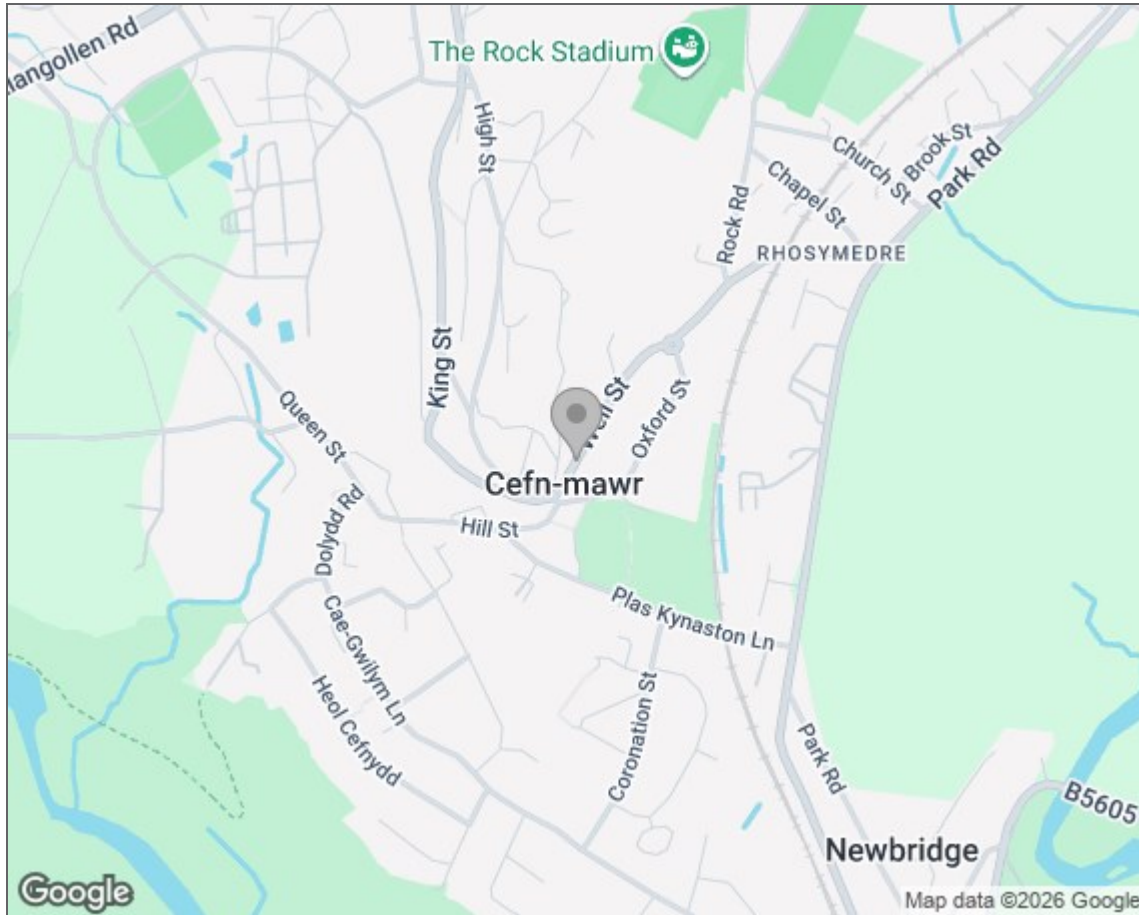 The Rock Stadium
langollen Rd
High St
Church St
Brook St
Park Rd
Chapel St
Rock Rd
RHOSYMEDRE
King St
Well St
Oxford St
Queen St
Cefn-mawr
Hill St
Dolydd Rd
Plas Kynaston Ln
Cae-Gwilym Ln
Heol Cefnydd
Coronation St
Park Rd
B5605
Newbridge
Google
Map data ©2026 Google